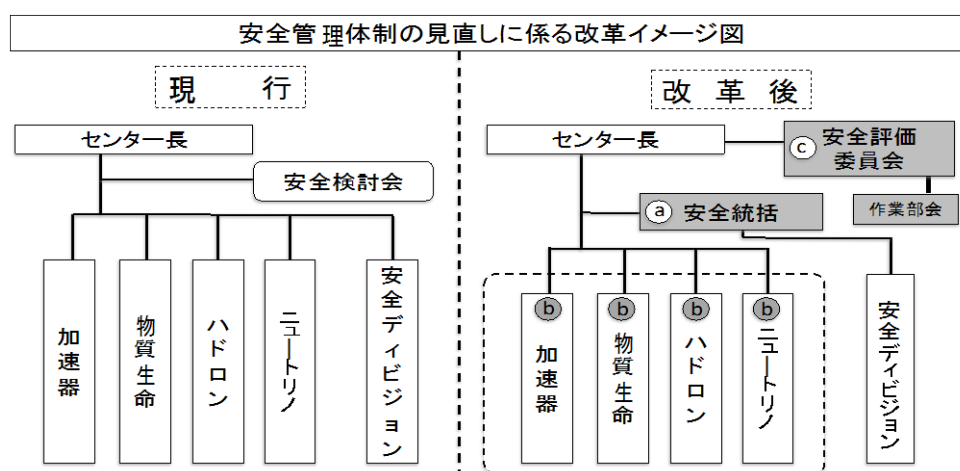 安全管理体制の見直しに係る改革イメージ図
現 行
センター長
安全検討会
加速器
物質生命
ハドロン
ニュートリノ
安全ディビジョン
改 革 後
センター長
c 安全評価
委員会
作業部会
a 安全統括
b 加速器
b 物質生命
b ハドロン
b ニュートリノ
安全ディビジョン